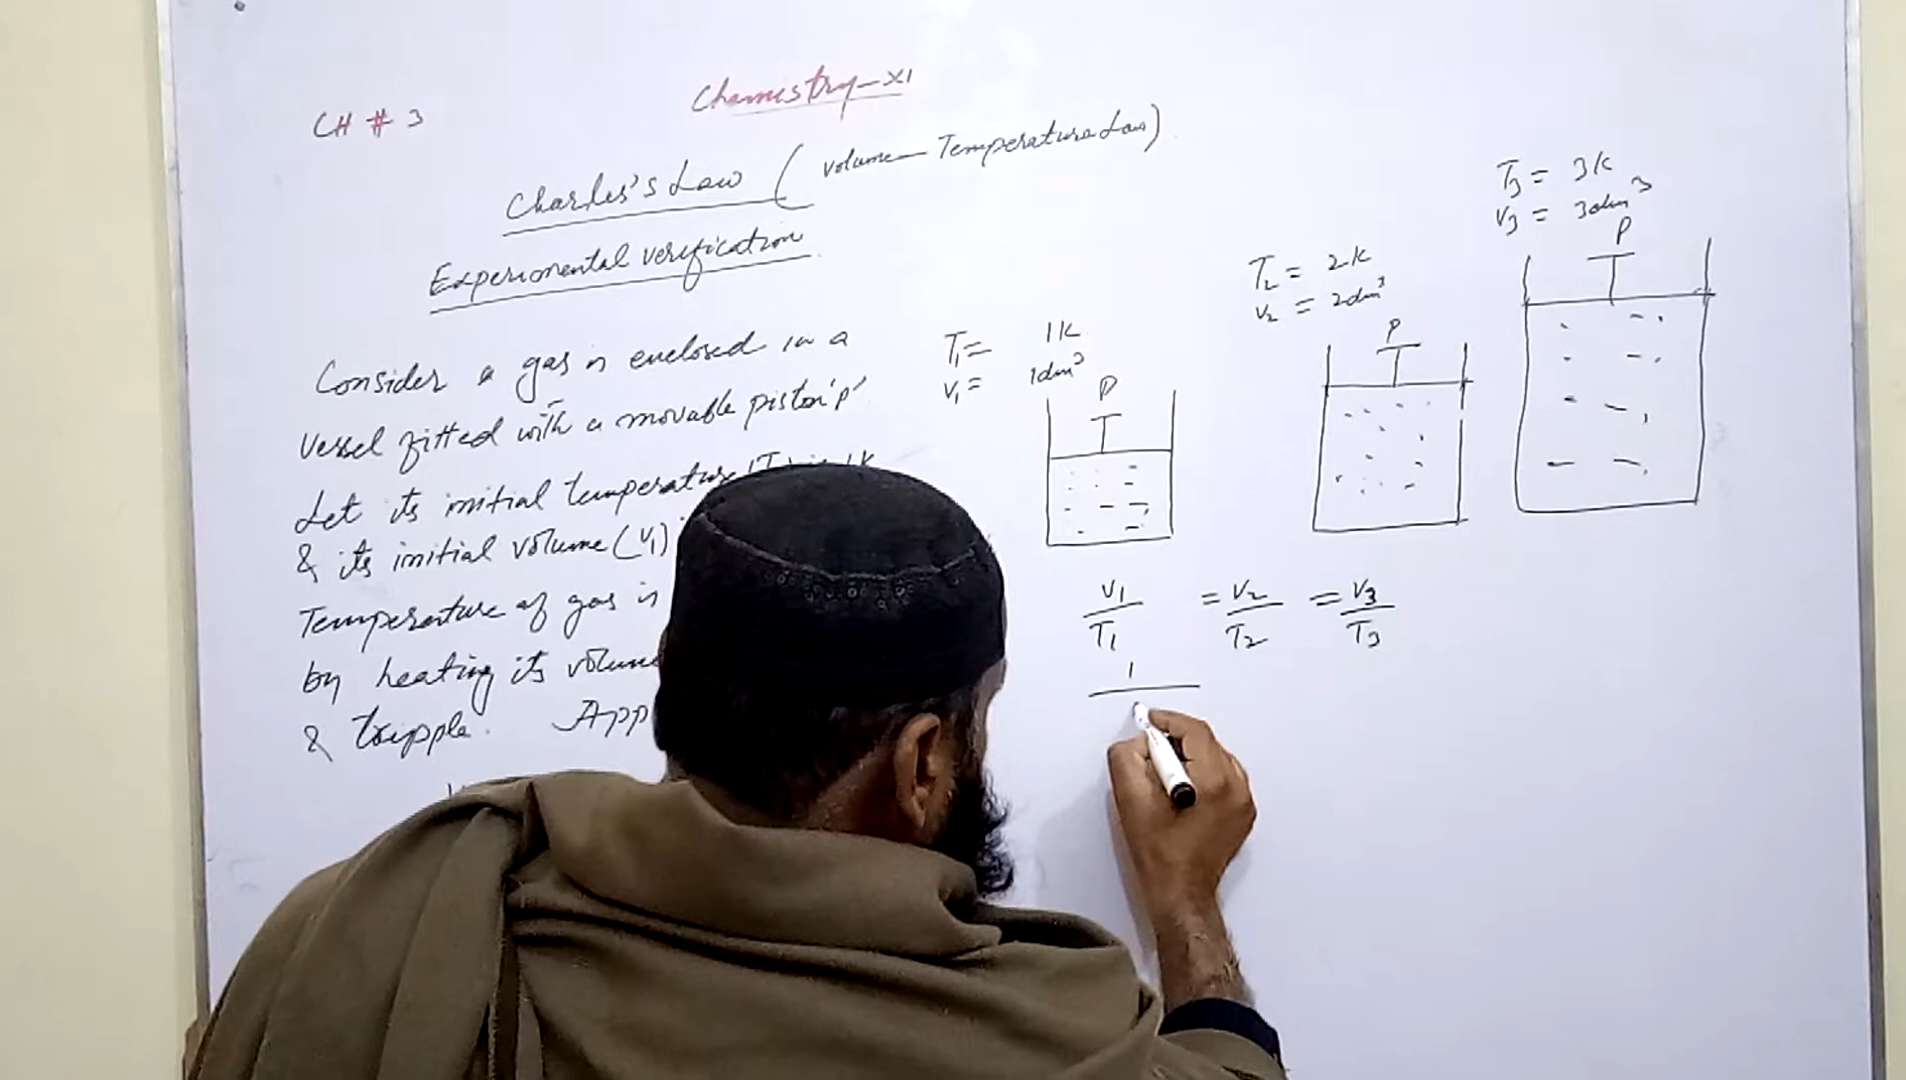 Chemistry-XI
CH # 3
Charles's Law ( volume - Temperature Law)
Experimental verification
Consider a gas is enclosed in a
Vessel fitted with a movable piston 'p'
Let its initial temperature
& its initial volume (V1)
Temperature of gas is
by heating its volume
& tripple. App
T1 = 1k
V1 = 1dm3
P
T2 = 2k
V2 = 2dm3
P
T3 = 3k
V3 = 3dm3
P
V1/T1 = V2/T2 = V3/T3
1